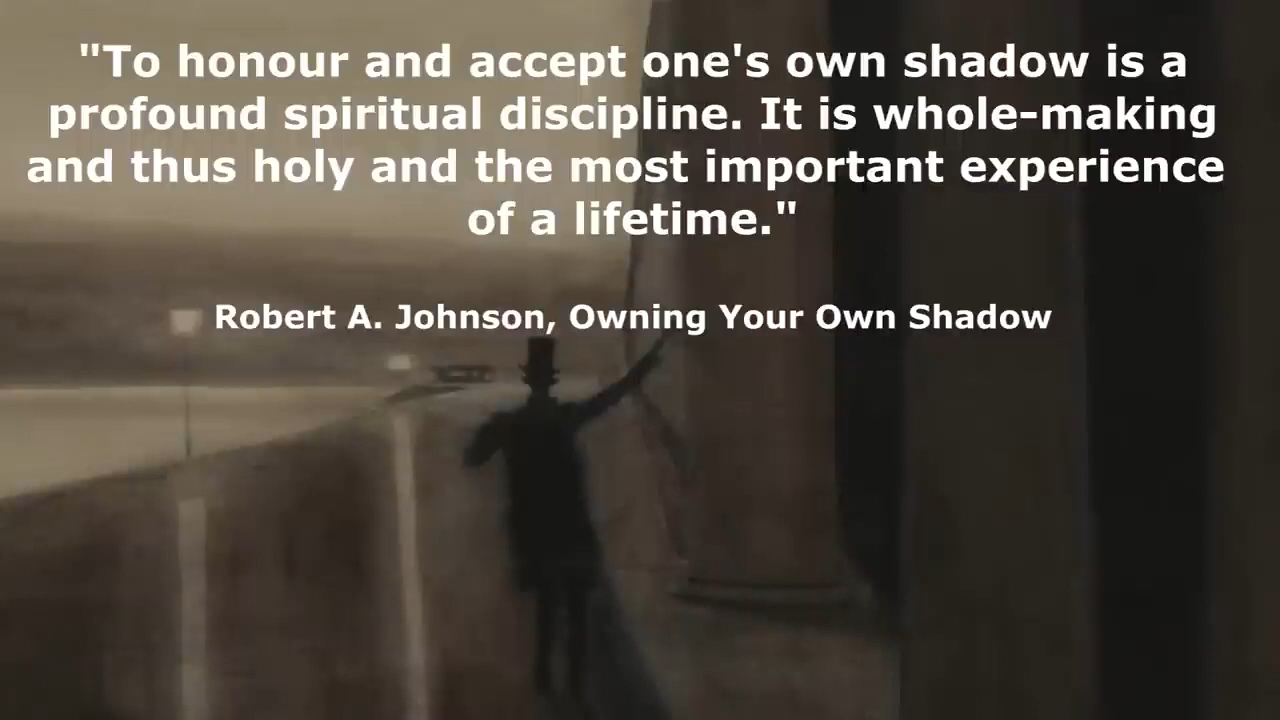 "To honour and accept one's own shadow is a
profound spiritual discipline. It is whole-making
and thus holy and the most important experience
of a lifetime."
Robert A. Johnson, Owning Your Own Shadow